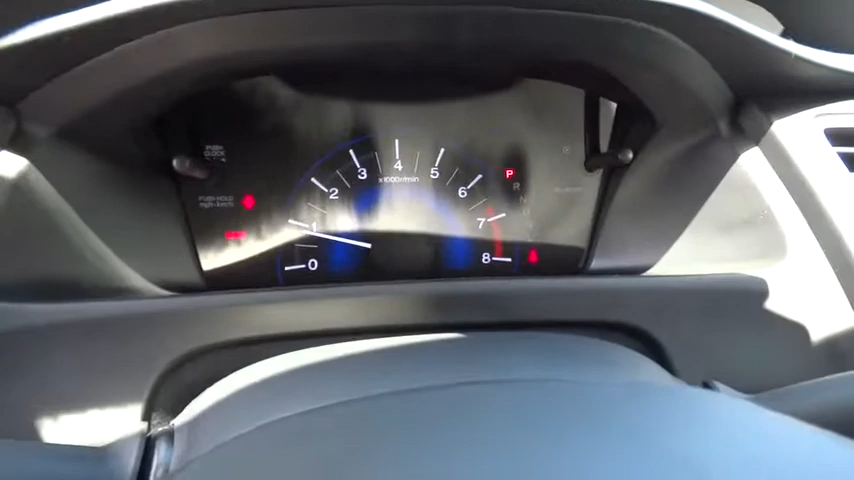 PUSH
CLOCK
PUSH HOLD
mph⇔km/h
0
1
2
3
4
5
6
7
8
x1000r/min
P
R
N
D